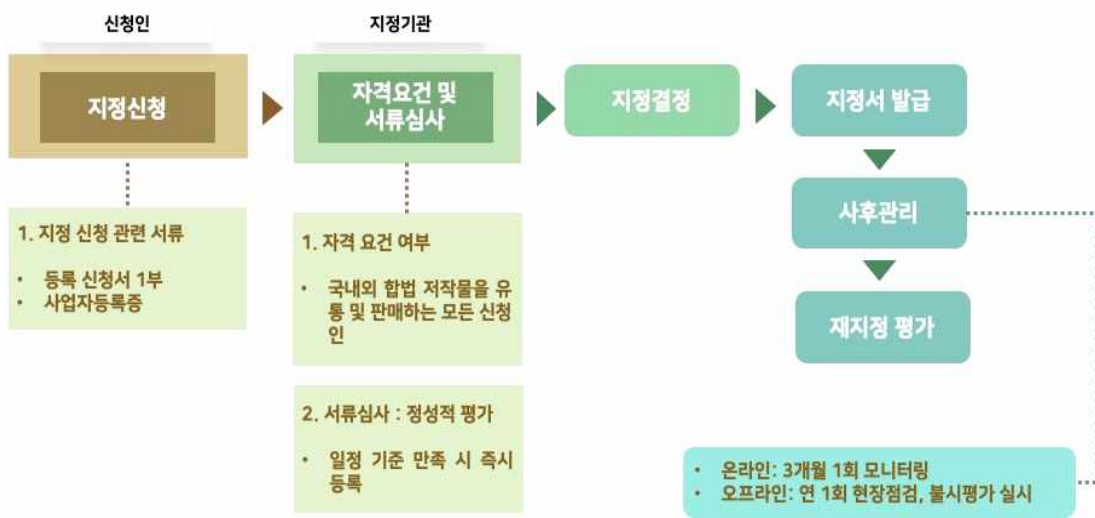 신청인
지정기관
지정신청
자격요건 및
서류심사
지정결정
지정서 발급
사후관리
재지정 평가
1. 지정 신청 관련 서류
• 등록 신청서 1부
• 사업자등록증
1. 자격 요건 여부
• 국내외 합법 저작물을 유
통 및 판매하는 모든 신청
인
2. 서류심사 : 정성적 평가
• 일정 기준 만족 시 즉시
등록
• 온라인: 3개월 1회 모니터링
• 오프라인: 연 1회 현장점검, 불시평가 실시